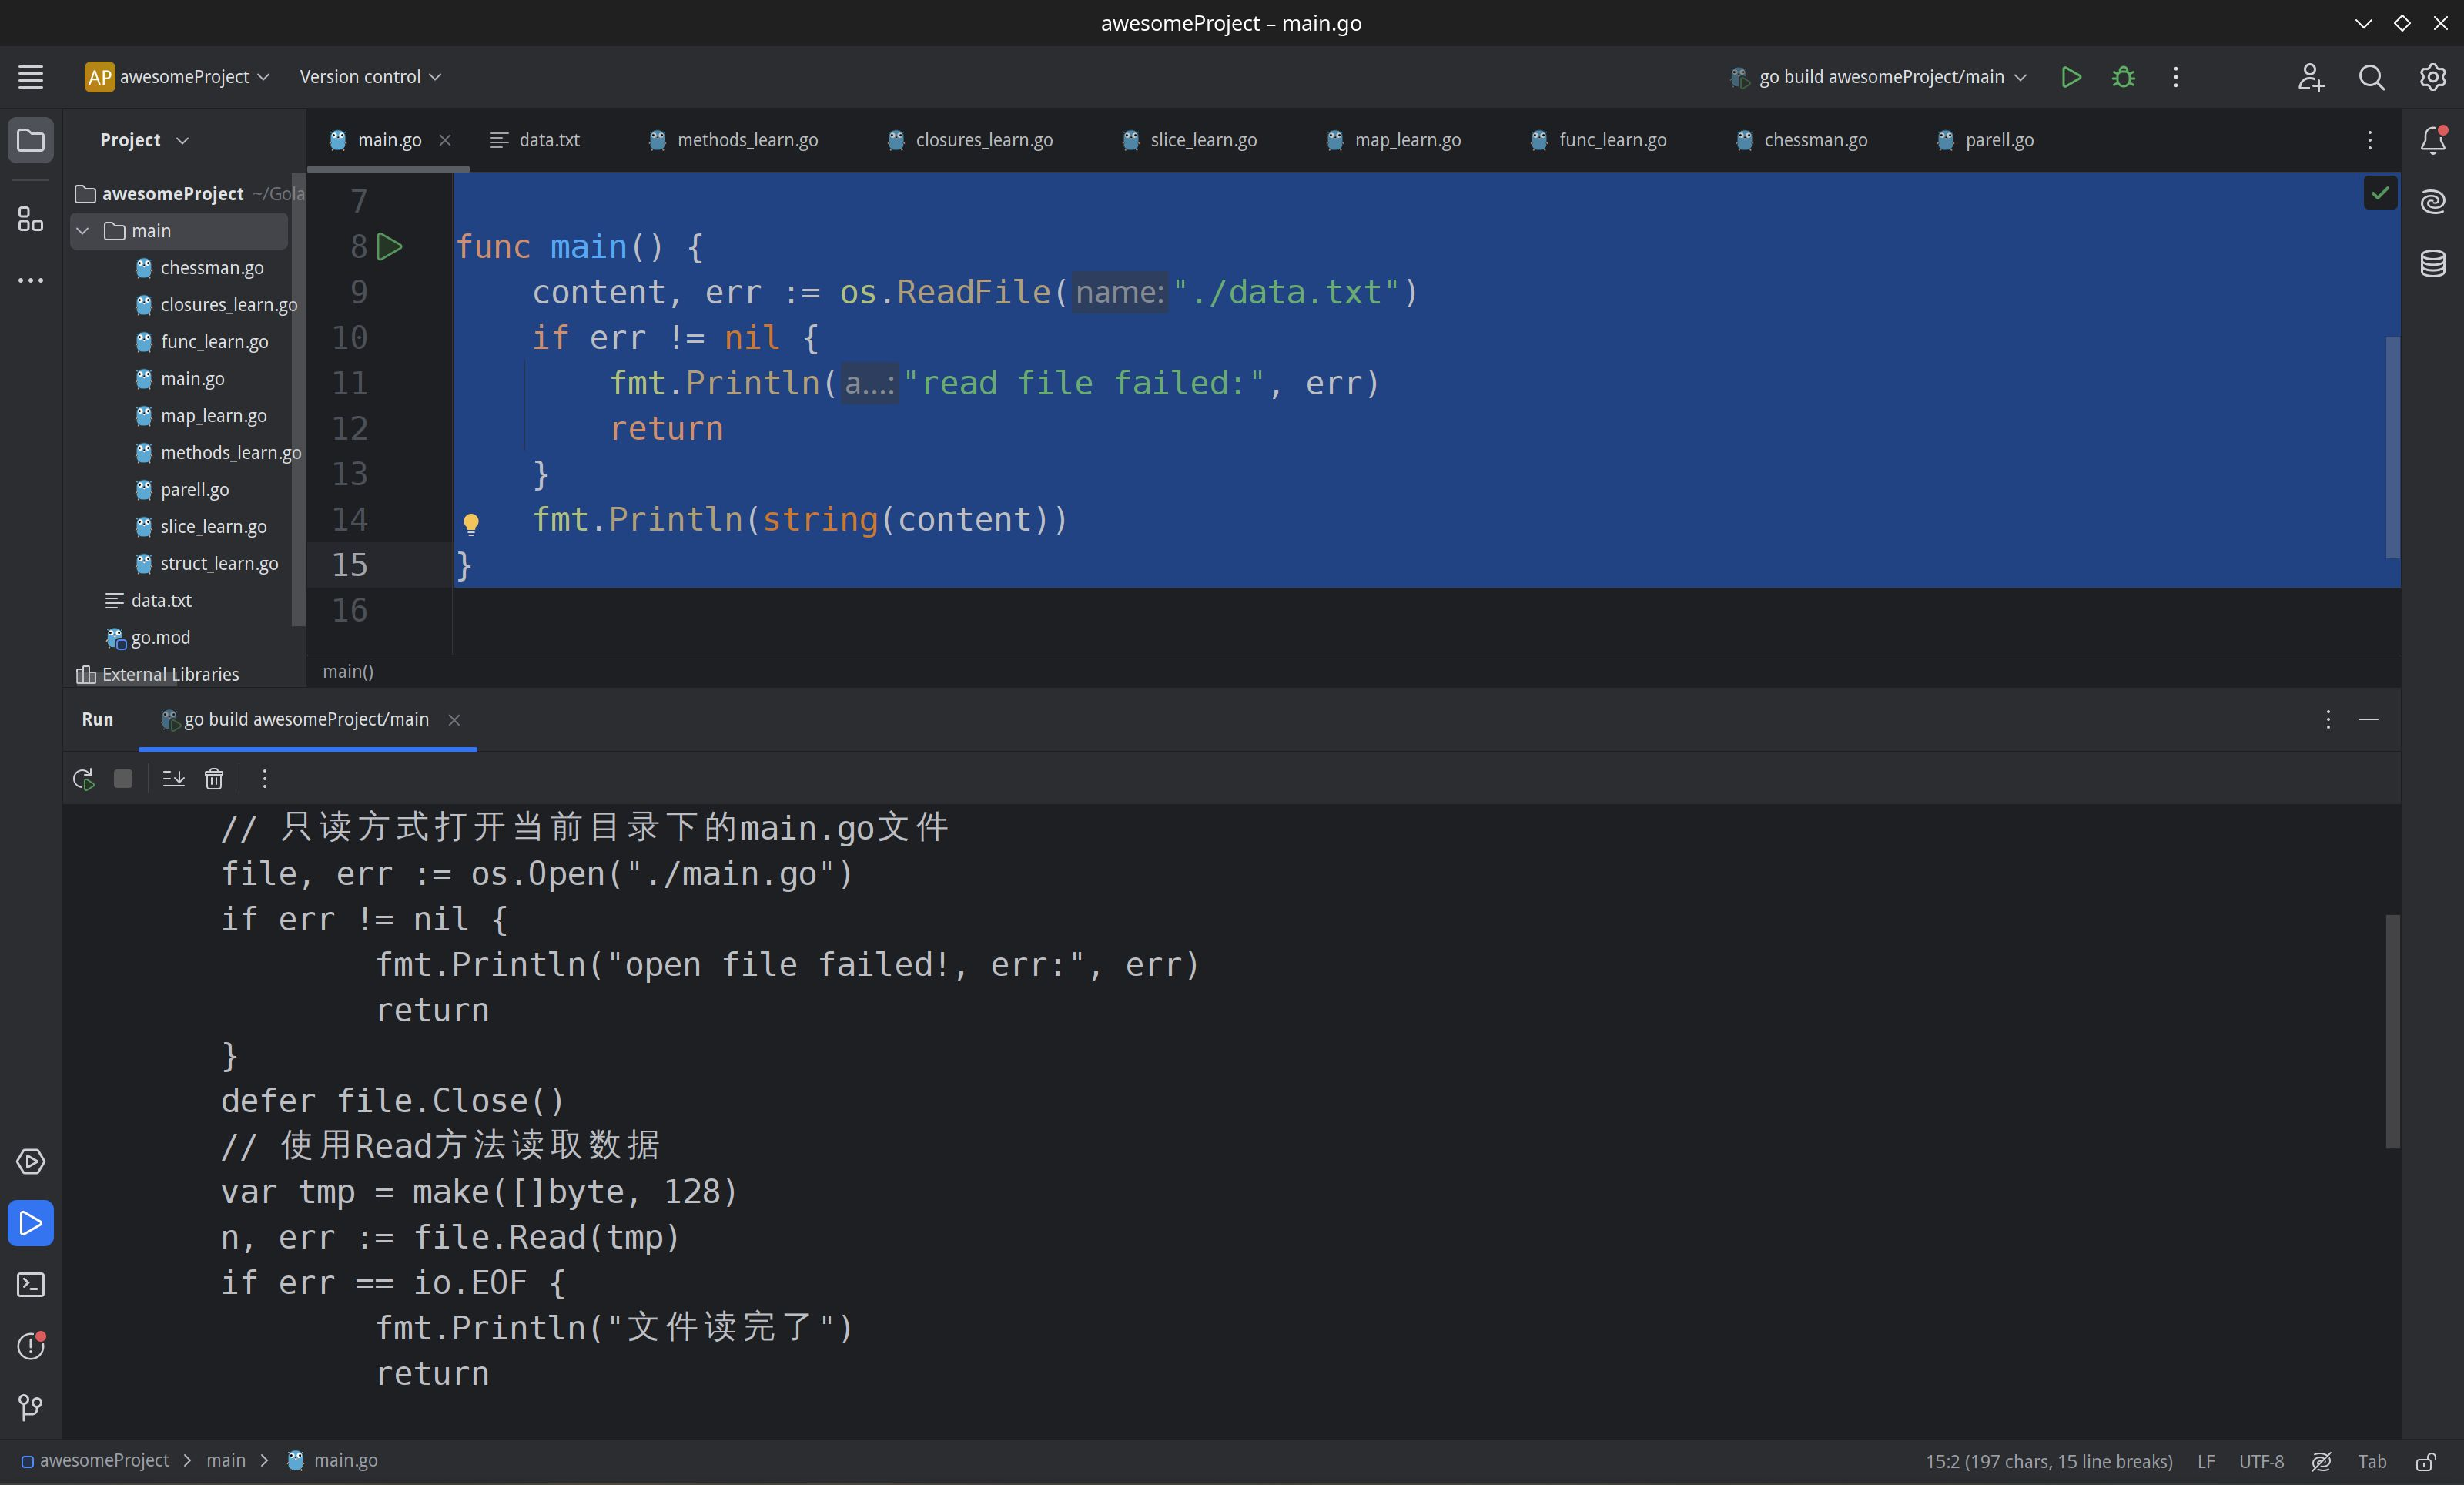 awesomeProject – main.go
AP awesomeProject Version control go build awesomeProject/main
Project main.go data.txt methods_learn.go closures_learn.go slice_learn.go map_learn.go func_learn.go chessman.go parell.go
awesomeProject ~/Gola
main
chessman.go
closures_learn.go
func_learn.go
main.go
map_learn.go
methods_learn.go
parell.go
slice_learn.go
struct_learn.go
data.txt
go.mod
External Libraries
7
8 func main() {
9 content, err := os.ReadFile( name: "./data.txt")
10 if err != nil {
11 fmt.Println( a...: "read file failed:", err)
12 return
13 }
14 fmt.Println(string(content))
15 }
16
main()
Run go build awesomeProject/main
// 只读方式打开当前目录下的main.go文件
file, err := os.Open("./main.go")
if err != nil {
fmt.Println("open file failed!, err:", err)
return
}
defer file.Close()
// 使用Read方法读取数据
var tmp = make([]byte, 128)
n, err := file.Read(tmp)
if err == io.EOF {
fmt.Println("文件读完了")
return
awesomeProject > main > main.go 15:2 (197 chars, 15 line breaks) LF UTF-8 Tab